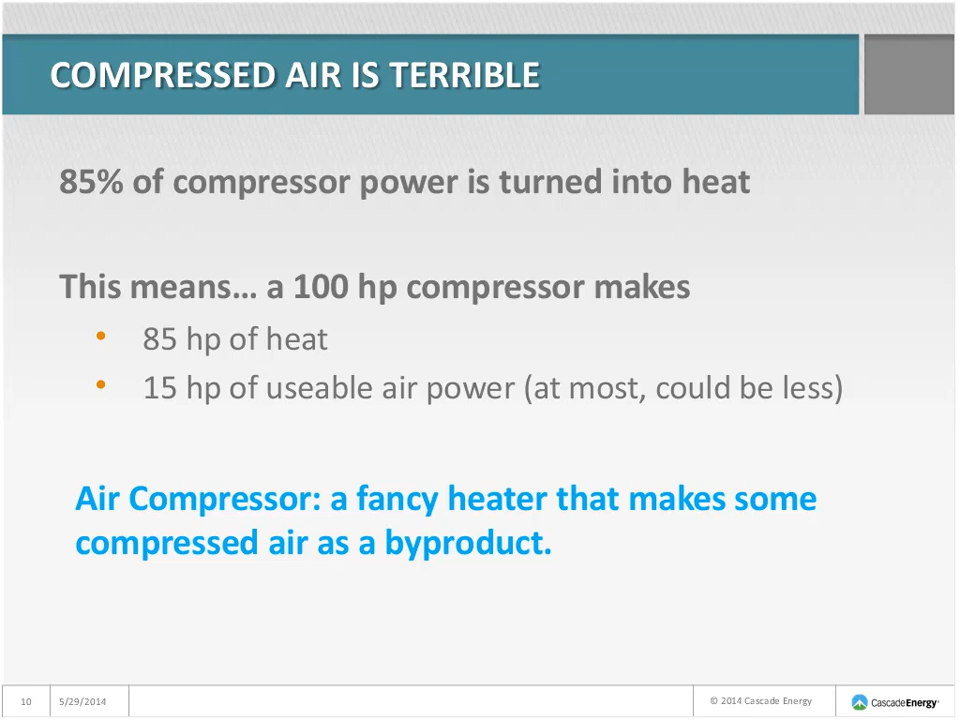 COMPRESSED AIR IS TERRIBLE
85% of compressor power is turned into heat
This means… a 100 hp compressor makes
• 85 hp of heat
• 15 hp of useable air power (at most, could be less)
Air Compressor: a fancy heater that makes some
compressed air as a byproduct.
10 5/29/2014 © 2014 Cascade Energy CascadeEnergy